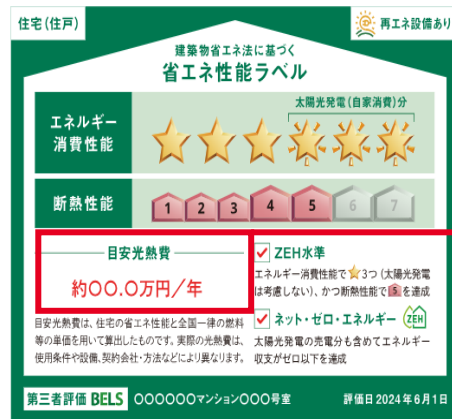 住宅（住戸）
再エネ設備あり
建築物省エネ法に基づく
省エネ性能ラベル
太陽光発電（自家消費）分
エネルギー
消費性能
断熱性能
1 2 3 4 5 6 7
目安光熱費
約〇〇.〇万円／年
目安光熱費は、住宅の省エネ性能と全国一律の燃料
等の単価を用いて算出したものです。実際の光熱費は、
使用条件や設備、契約会社・方法などにより異なります。
ZEH水準
エネルギー消費性能で★3つ（太陽光発電
は考慮しない）、かつ断熱性能で5を達成
ネット・ゼロ・エネルギー ZEH
太陽光発電の売電分も含めてエネルギー
収支がゼロ以下を達成
第三者評価 BELS 〇〇〇〇〇〇マンション〇〇〇号室 評価日2024年6月1日